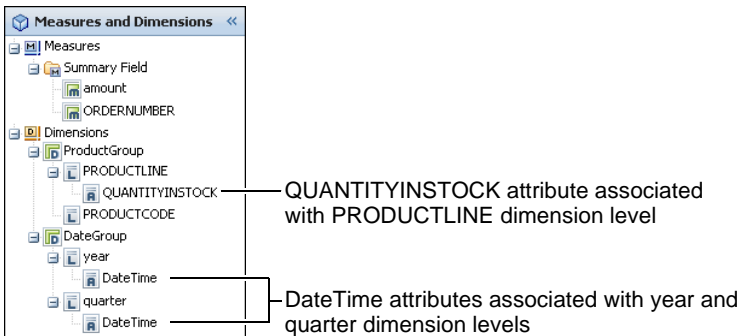 Measures and Dimensions «
Measures
Summary Field
amount
ORDERNUMBER
Dimensions
ProductGroup
PRODUCTLINE
QUANTITYINSTOCK
PRODUCTCODE
DateGroup
year
DateTime
quarter
DateTime
QUANTITYINSTOCK attribute associated
with PRODUCTLINE dimension level
DateTime attributes associated with year and
quarter dimension levels